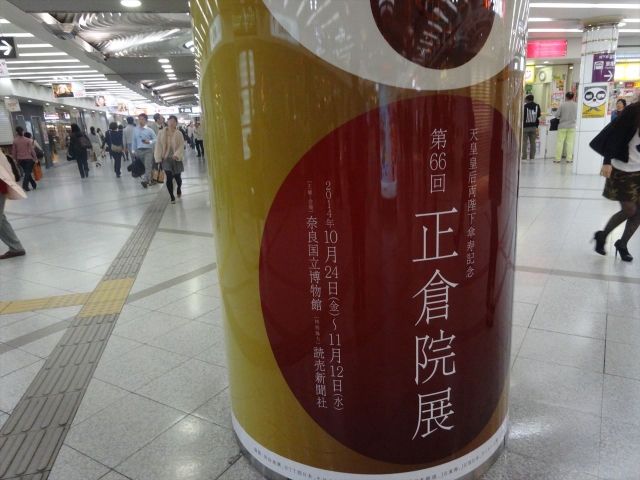 天皇皇后両陛下傘寿記念
第66回
正倉院展
2014年10月24日(金)～11月12日(水)
奈良国立博物館
読売新聞社